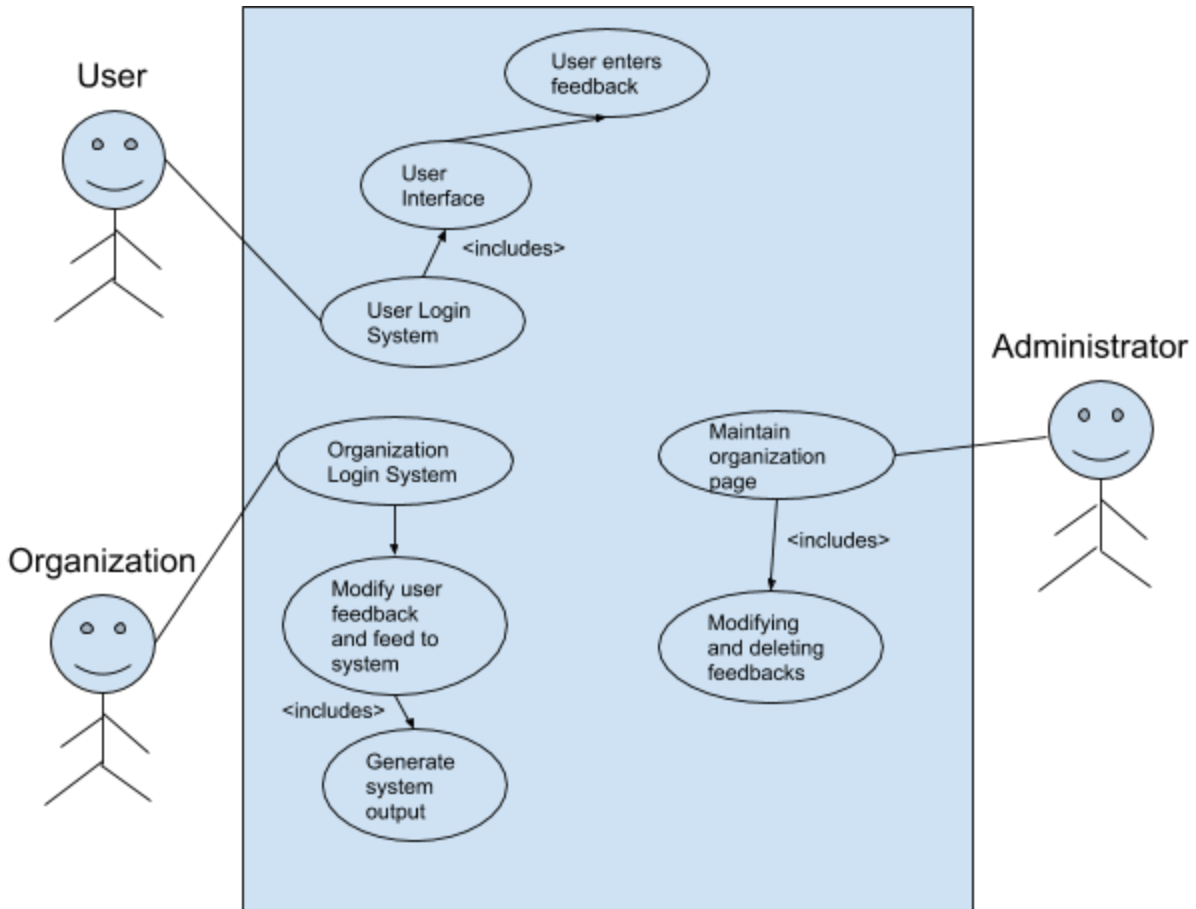 User
User enters
feedback
User
Interface
<includes>
User Login
System
Administrator
Organization
Login System
Maintain
organization
page
<includes>
Organization
Modify user
feedback
and feed to
system
Modifying
and deleting
feedbacks
<includes>
Generate
system
output